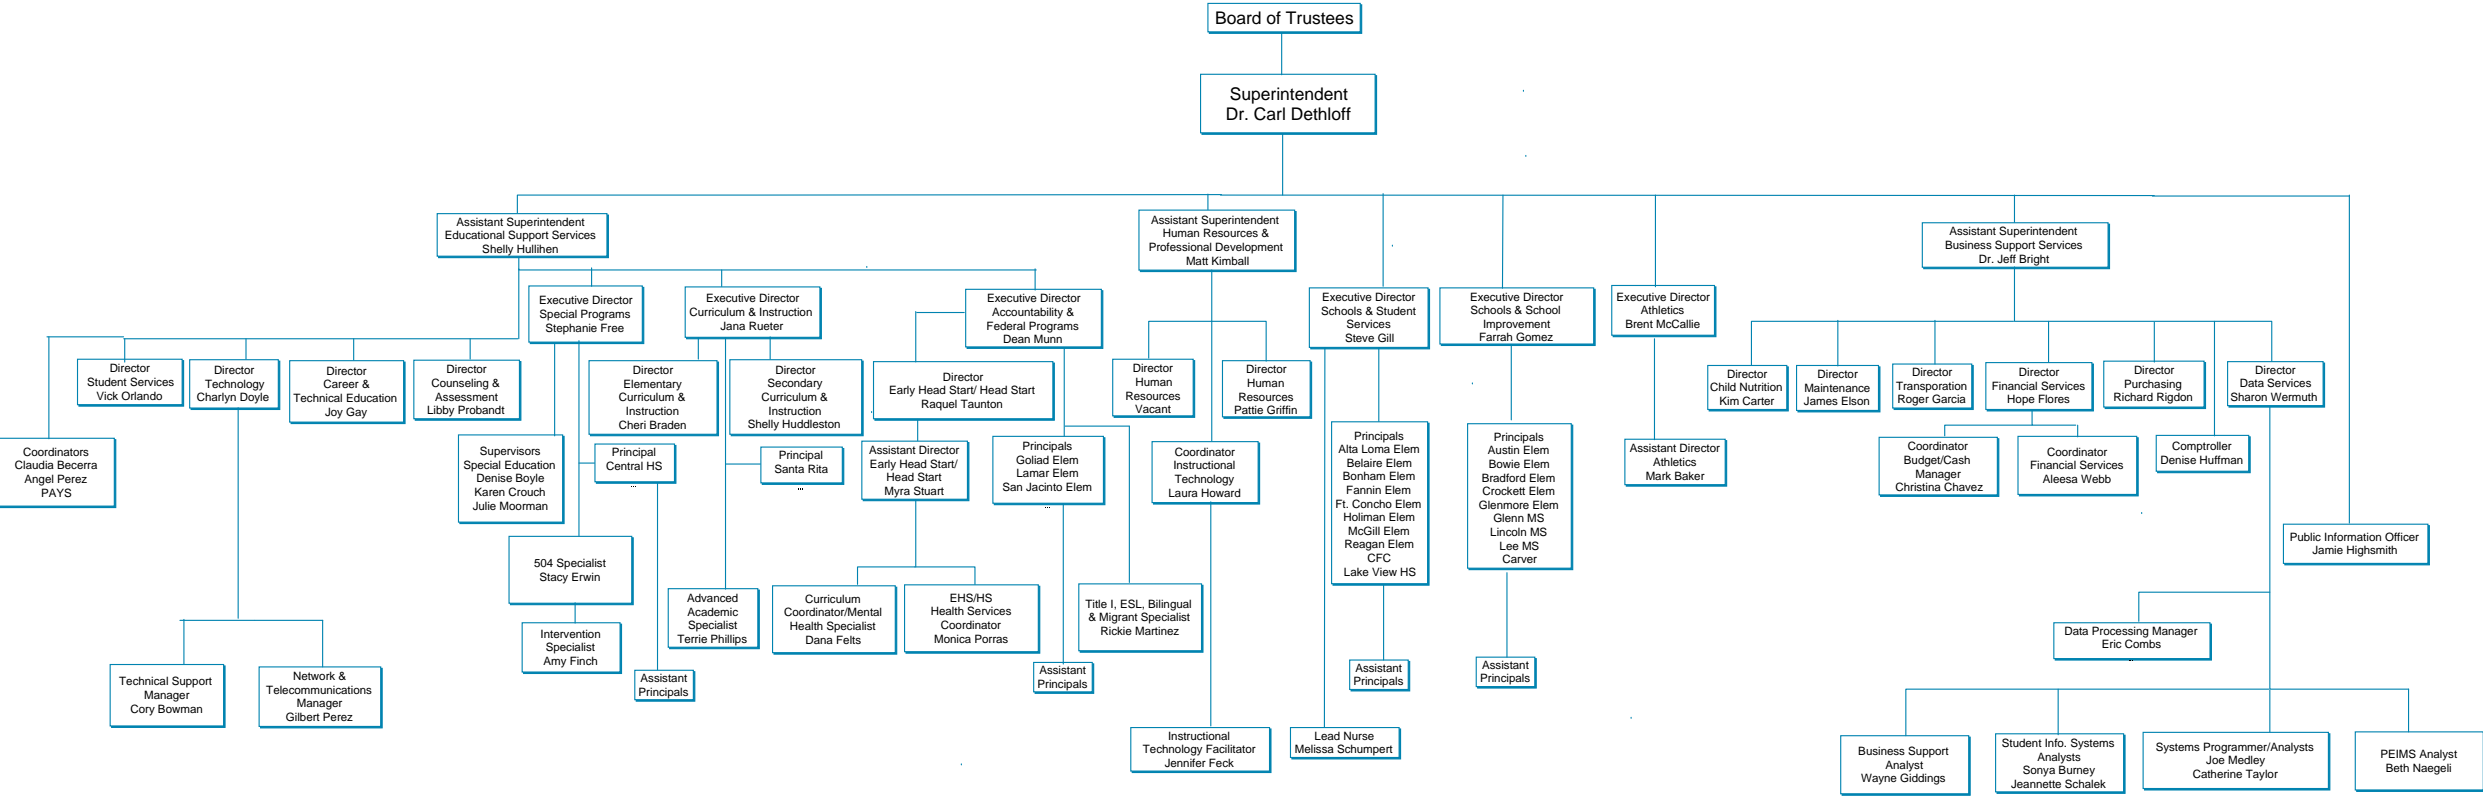 Board of Trustees
Superintendent
Dr. Carl Dethloff
Assistant Superintendent
Educational Support Services
Shelly Hullihen
Assistant Superintendent
Human Resources &
Professional Development
Matt Kimball
Assistant Superintendent
Business Support Services
Dr. Jeff Bright
Executive Director
Special Programs
Stephanie Free
Executive Director
Curriculum & Instruction
Jana Rueter
Executive Director
Accountability &
Federal Programs
Dean Munn
Executive Director
Schools & Student
Services
Steve Gill
Executive Director
Schools & School
Improvement
Farrah Gomez
Executive Director
Athletics
Brent McCallie
Director
Student Services
Vick Orlando
Director
Technology
Charlyn Doyle
Director
Career &
Technical Education
Joy Gay
Director
Counseling &
Assessment
Libby Probandt
Director
Elementary
Curriculum &
Instruction
Cheri Braden
Director
Secondary
Curriculum &
Instruction
Shelly Huddleston
Director
Early Head Start/ Head Start
Raquel Taunton
Director
Human
Resources
Vacant
Director
Human
Resources
Pattie Griffin
Director
Child Nutrition
Kim Carter
Director
Maintenance
James Elson
Director
Transporation
Roger Garcia
Director
Financial Services
Hope Flores
Director
Purchasing
Richard Rigdon
Director
Data Services
Sharon Wermuth
Coordinators
Claudia Becerra
Angel Perez
PAYS
Supervisors
Special Education
Denise Boyle
Karen Crouch
Julie Moorman
Principal
Central HS
...
Principal
Santa Rita
...
Assistant Director
Early Head Start/
Head Start
Myra Stuart
Principals
Goliad Elem
Lamar Elem
San Jacinto Elem
...
Coordinator
Instructional
Technology
Laura Howard
Principals
Alta Loma Elem
Belaire Elem
Bonham Elem
Fannin Elem
Ft. Concho Elem
Holiman Elem
McGill Elem
Reagan Elem
CFC
Lake View HS
Principals
Austin Elem
Bowie Elem
Bradford Elem
Crockett Elem
Glenmore Elem
Glenn MS
Lincoln MS
Lee MS
Carver
Assistant Director
Athletics
Mark Baker
Coordinator
Budget/Cash
Manager
Christina Chavez
Coordinator
Financial Services
Aleesa Webb
Comptroller
Denise Huffman
Public Information Officer
Jamie Highsmith
504 Specialist
Stacy Erwin
Advanced
Academic
Specialist
Terrie Phillips
Curriculum
Coordinator/Mental
Health Specialist
Dana Felts
EHS/HS
Health Services
Coordinator
Monica Porras
Title I, ESL, Bilingual
& Migrant Specialist
Rickie Martinez
Intervention
Specialist
Amy Finch
Data Processing Manager
Eric Combs
..
Technical Support
Manager
Cory Bowman
Network &
Telecommunications
Manager
Gilbert Perez
Assistant
Principals
Assistant
Principals
Assistant
Principals
Assistant
Principals
Instructional
Technology Facilitator
Jennifer Feck
Lead Nurse
Melissa Schumpert
Business Support
Analyst
Wayne Giddings
Student Info. Systems
Analysts
Sonya Burney
Jeannette Schalek
Systems Programmer/Analysts
Joe Medley
Catherine Taylor
PEIMS Analyst
Beth Naegeli